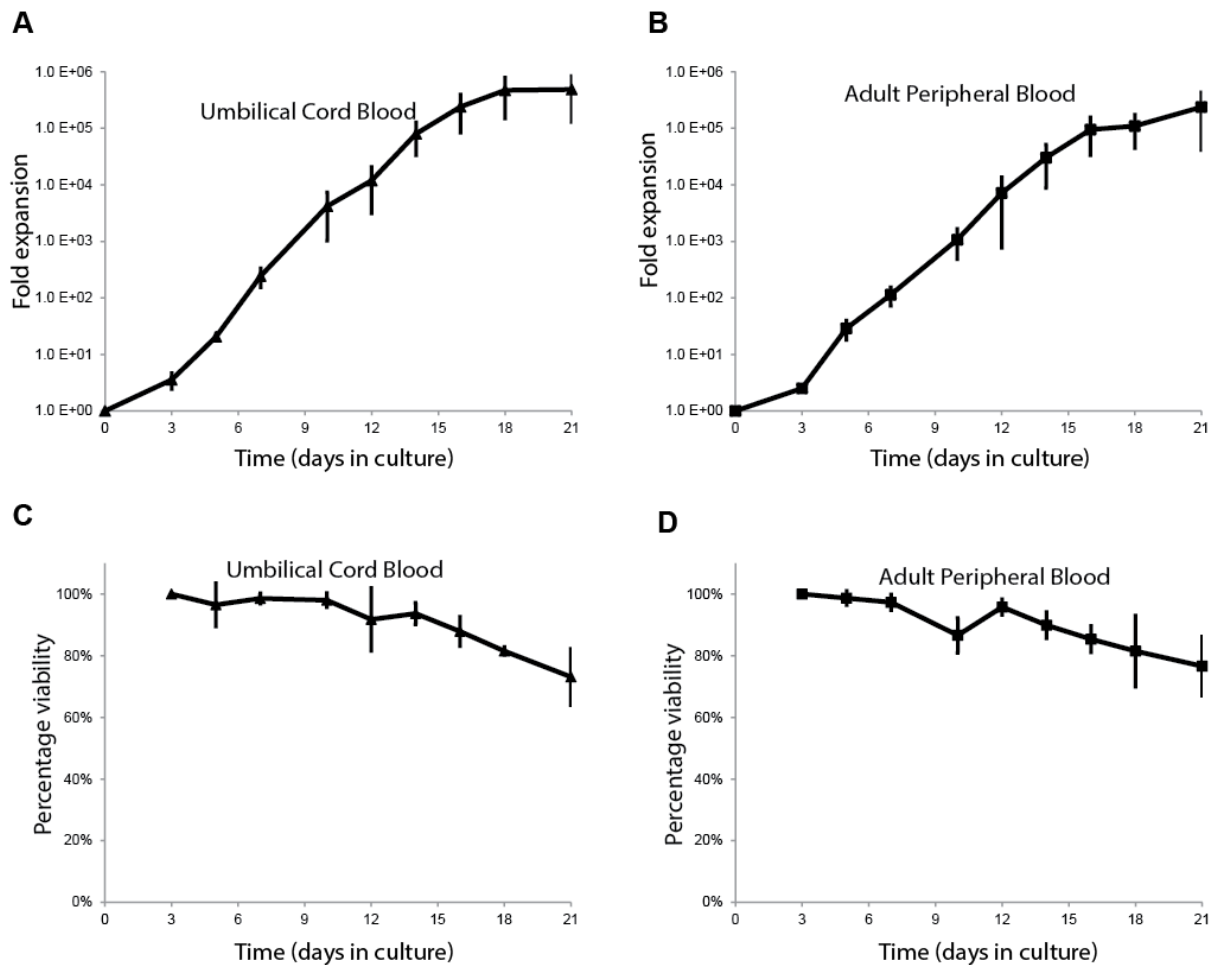 A
1.0 E+06
1.0 E+05
1.0 E+04
1.0 E+03
1.0 E+02
1.0 E+01
1.0 E+00
Fold expansion
Umbilical Cord Blood
0 3 6 9 12 15 18 21
Time (days in culture)
B
1.0 E+06
1.0 E+05
1.0 E+04
1.0 E+03
1.0 E+02
1.0 E+01
1.0 E+00
Fold expansion
Adult Peripheral Blood
0 3 6 9 12 15 18 21
Time (days in culture)
C
Umbilical Cord Blood
100%
80%
60%
40%
20%
0%
Percentage viability
0 3 6 9 12 15 18 21
Time (days in culture)
D
Adult Peripheral Blood
100%
80%
60%
40%
20%
0%
Percentage viability
0 3 6 9 12 15 18 21
Time (days in culture)